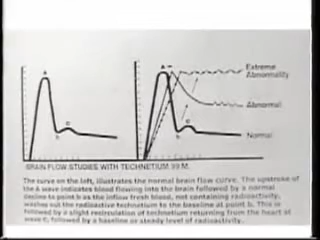 A
b
c
A
b
c
Extreme
Abnormality
Abnormal
Normal
BRAIN FLOW STUDIES WITH TECHNETIUM 99 M.
The curve on the left, illustrates the normal brain flow curve. The upstroke of
the A wave indicates blood flowing into the brain followed by a normal
decline to point b as the inflow fresh blood, not containing radioactivity,
washes out the radioactive technetium to the baseline at point b. This is
followed by a slight recirculation of technetium returning from the heart at
wave c, followed by a baseline or steady level of radioactivity.